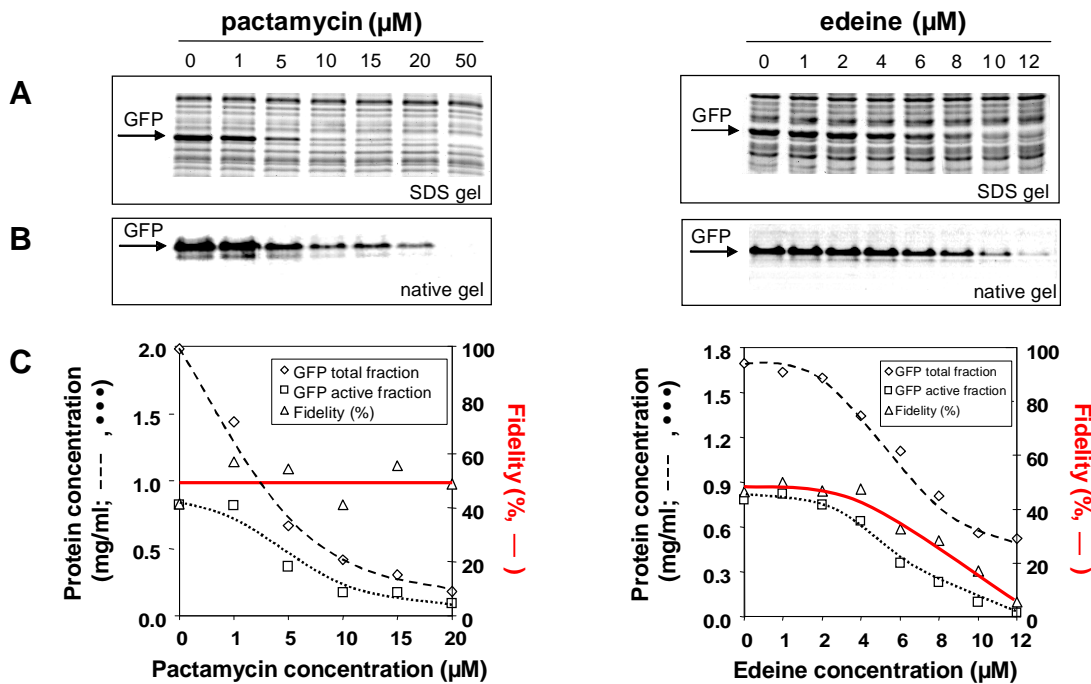 pactamycin (µM)
0 1 5 10 15 20 50
A
GFP
SDS gel
B
GFP
native gel
edeine (µM)
0 1 2 4 6 8 10 12
GFP
SDS gel
GFP
native gel
C
Protein concentration
(mg/ml; ---, •••)
2.0
1.5
1.0
0.5
0.0
GFP total fraction
GFP active fraction
Fidelity (%)
100
80
60
40
20
0
Fidelity (%, —)
0 1 5 10 15 20
Pactamycin concentration (µM)
Protein concentration
(mg/ml; ---, •••)
1.8
1.5
1.2
0.9
0.6
0.3
0.0
GFP total fraction
GFP active fraction
Fidelity (%)
100
80
60
40
20
0
Fidelity (%, —)
0 1 2 4 6 8 10 12
Edeine concentration (µM)